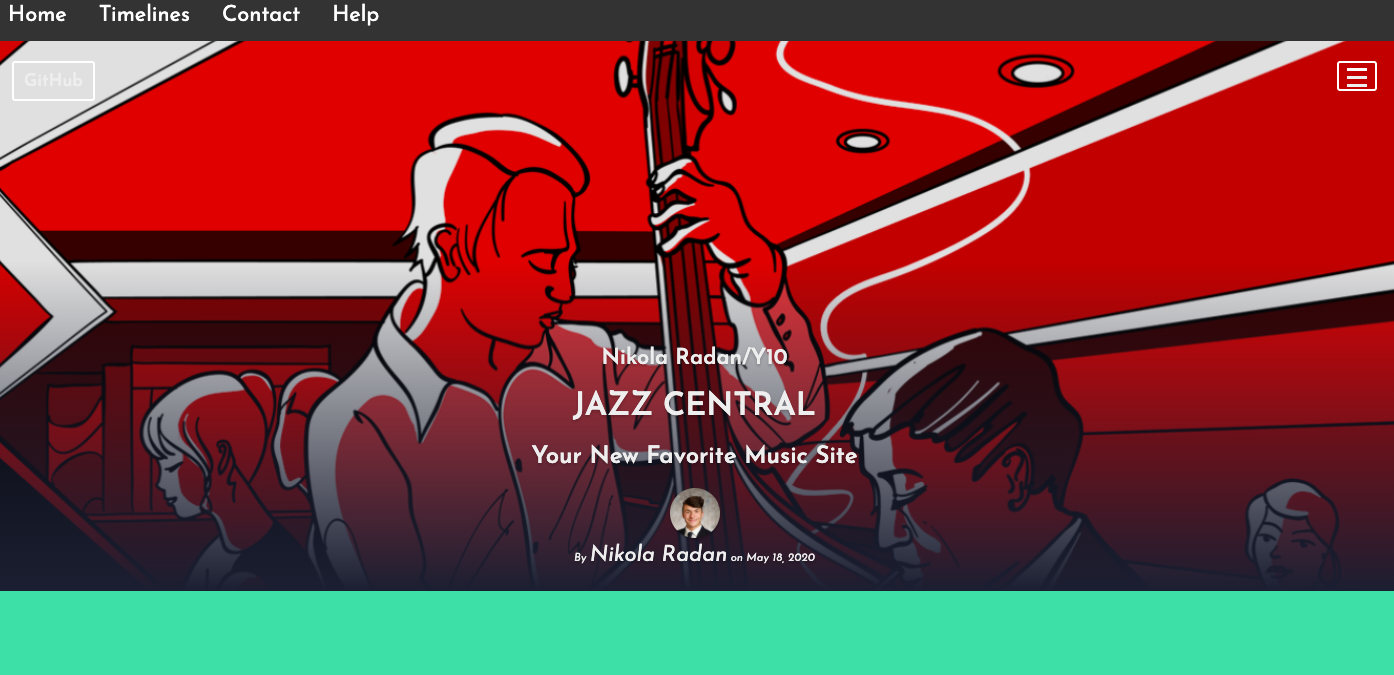 Home Timelines Contact Help
GitHub
Nikola Radan/Y10
JAZZ CENTRAL
Your New Favorite Music Site
By Nikola Radan on May 18, 2020